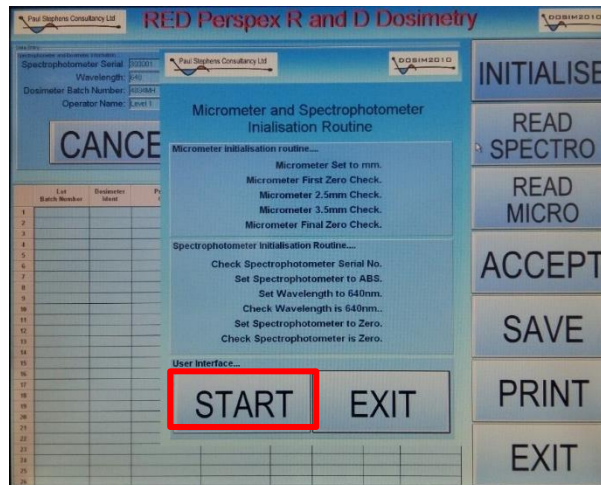 Paul Stephens Consultancy Ltd
RED Perspex R and D Dosimetry
DOSIM2010
Spectrophotometer Serial
Wavelength: 640
Dosimeter Batch Number:
Operator Name: Level 1
CANCE
Lot Batch Number
Dosimeter Ident
1
2
3
4
5
6
7
8
9
10
11
12
13
14
15
16
17
18
19
20
21
22
23
24
25
26
Paul Stephens Consultancy Ltd
DOSIM2010
Micrometer and Spectrophotometer
Inialisation Routine
Micrometer initialisation routine....
Micrometer Set to mm.
Micrometer First Zero Check.
Micrometer 2.5mm Check.
Micrometer 3.5mm Check.
Micrometer Final Zero Check.
Spectrophotometer Initialisation Routine....
Check Spectrophotometer Serial No.
Set Spectrophotometer to ABS.
Set Wavelength to 640nm.
Check Wavelength is 640nm..
Set Spectrophotometer to Zero.
Check Spectrophotometer is Zero.
User Interface...
START
EXIT
INITIALISE
READ
SPECTRO
READ
MICRO
ACCEPT
SAVE
PRINT
EXIT